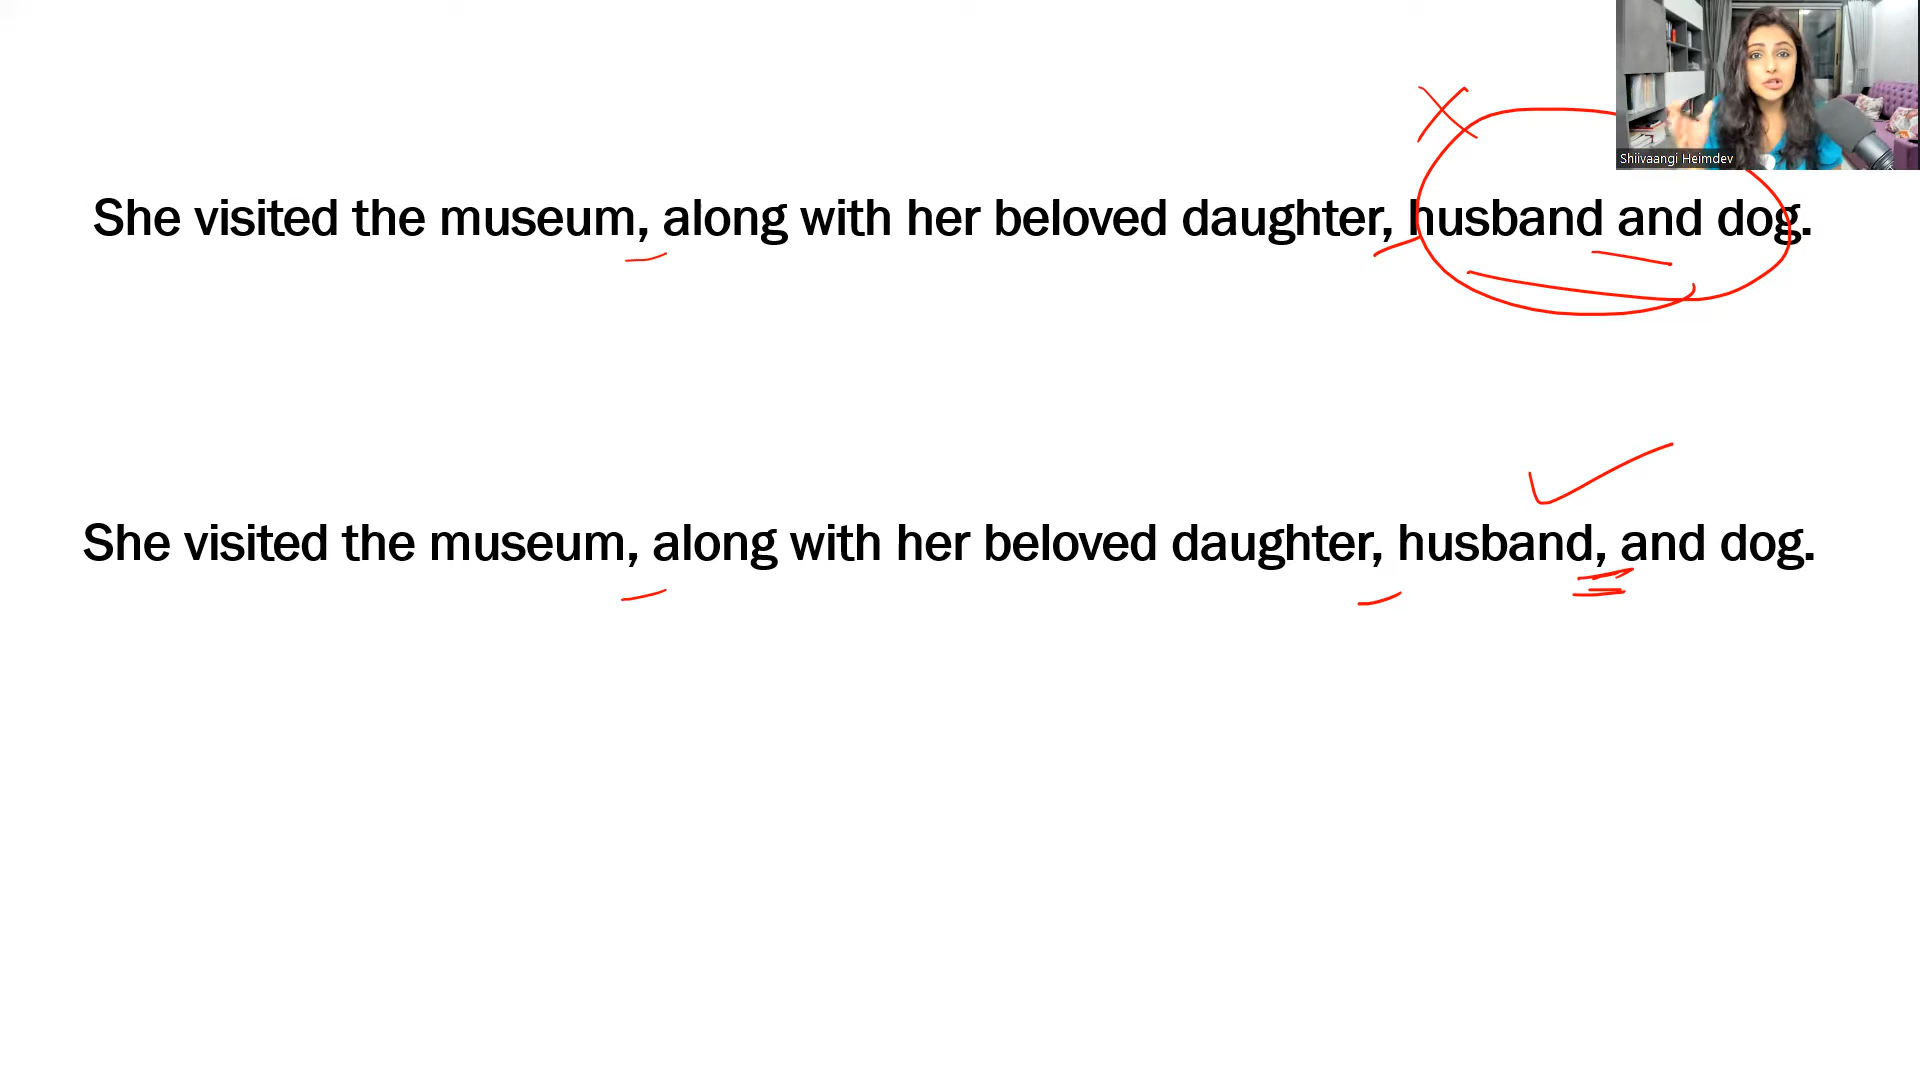 Shiivaangi Heimdev
She visited the museum, along with her beloved daughter, husband and dog.
She visited the museum, along with her beloved daughter, husband, and dog.